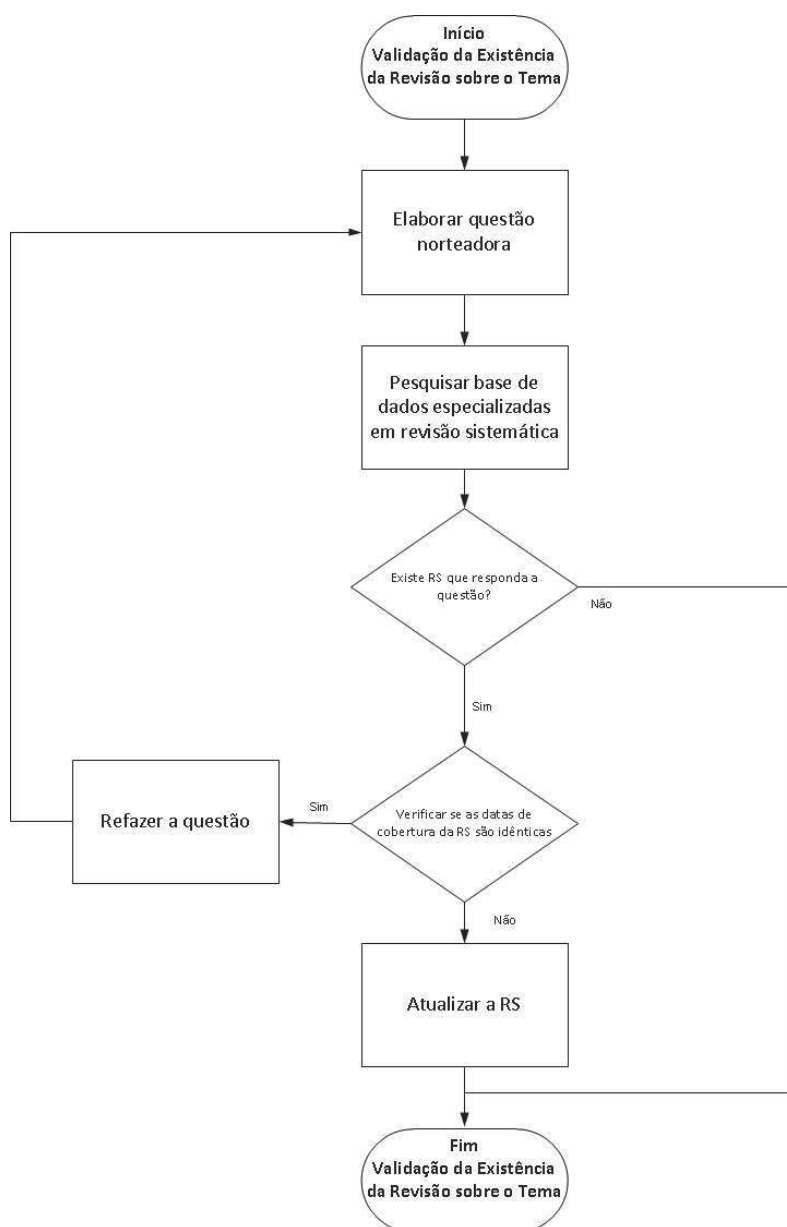 Início
Validação da Existência
da Revisão sobre o Tema
Elaborar questão
norteadora
Pesquisar base de
dados especializadas
em revisão sistemática
Existe RS que responda a
questão?
Não
Sim
Verificar se as datas de
cobertura da RS são idênticas
Sim
Refazer a questão
Não
Atualizar a RS
Fim
Validação da Existência
da Revisão sobre o Tema